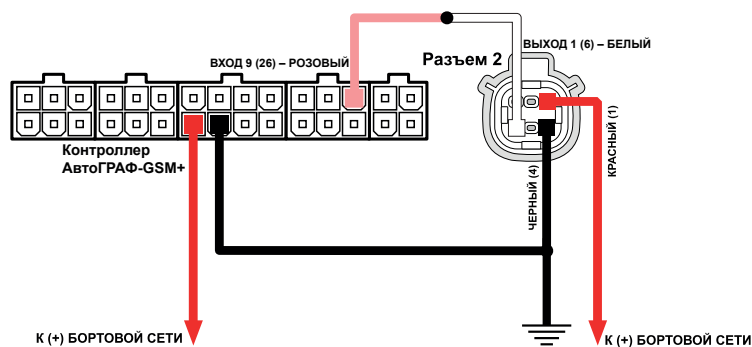 ВЫХОД 1 (6) – БЕЛЫЙ
ВХОД 9 (26) – РОЗОВЫЙ
Разъем 2
Контроллер
АвтоГРАФ-GSM+
ЧЕРНЫЙ (4)
КРАСНЫЙ (1)
К (+) БОРТОВОЙ СЕТИ
К (+) БОРТОВОЙ СЕТИ